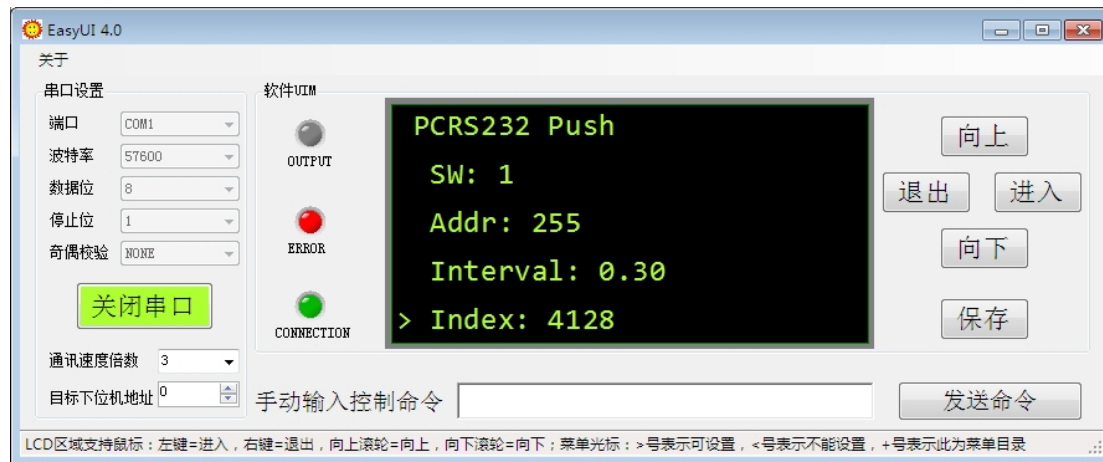 EasyUI 4.0
关于
串口设置
端口 COM1
波特率 57600
数据位 8
停止位 1
奇偶校验 NONE
关闭串口
通讯速度倍数 3
目标下位机地址 0
软件UIM
OUTPUT
ERROR
CONNECTION
PCRS232 Push
SW: 1
Addr: 255
Interval: 0.30
> Index: 4128
向上
退出 进入
向下
保存
手动输入控制命令
发送命令
LCD区域支持鼠标：左键=进入，右键=退出，向上滚轮=向上，向下滚轮=向下；菜单光标：>号表示可设置，<号表示不能设置，+号表示此为菜单目录